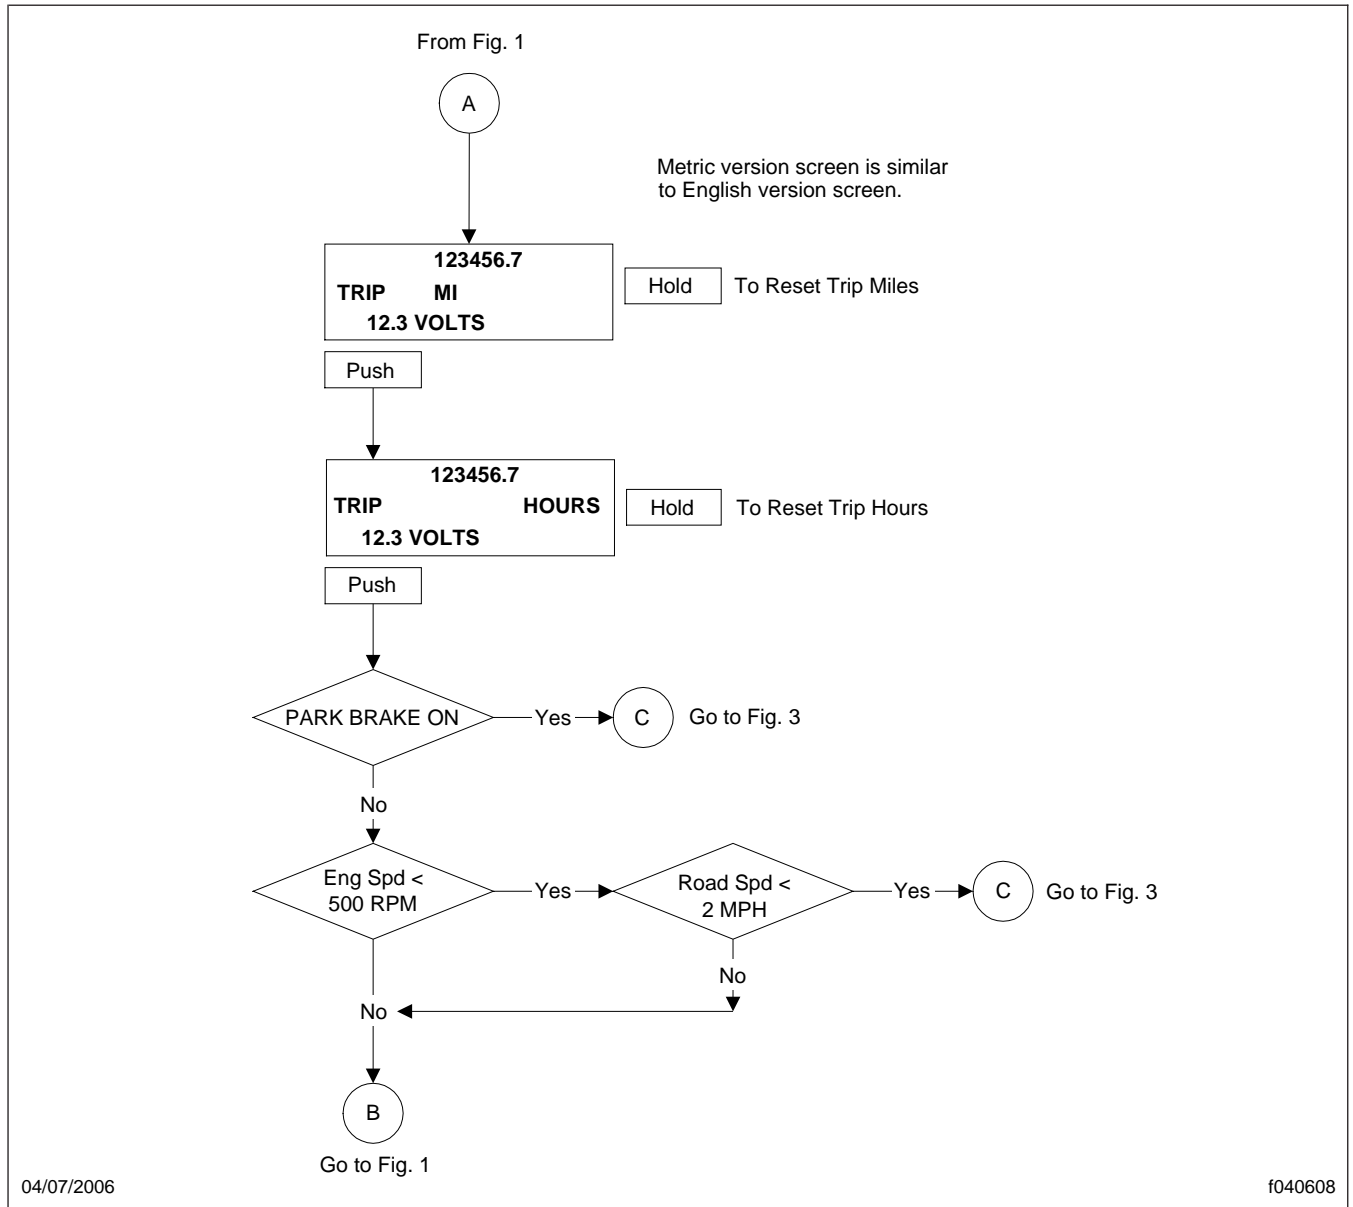 From Fig. 1
A
Metric version screen is similar
to English version screen.
123456.7
TRIP MI
12.3 VOLTS
Hold To Reset Trip Miles
Push
123456.7
TRIP HOURS
12.3 VOLTS
Hold To Reset Trip Hours
Push
PARK BRAKE ON Yes C Go to Fig. 3
No
Eng Spd <
500 RPM
Yes
Road Spd <
2 MPH
Yes
C
Go to Fig. 3
No
No
B
Go to Fig. 1
04/07/2006
f040608